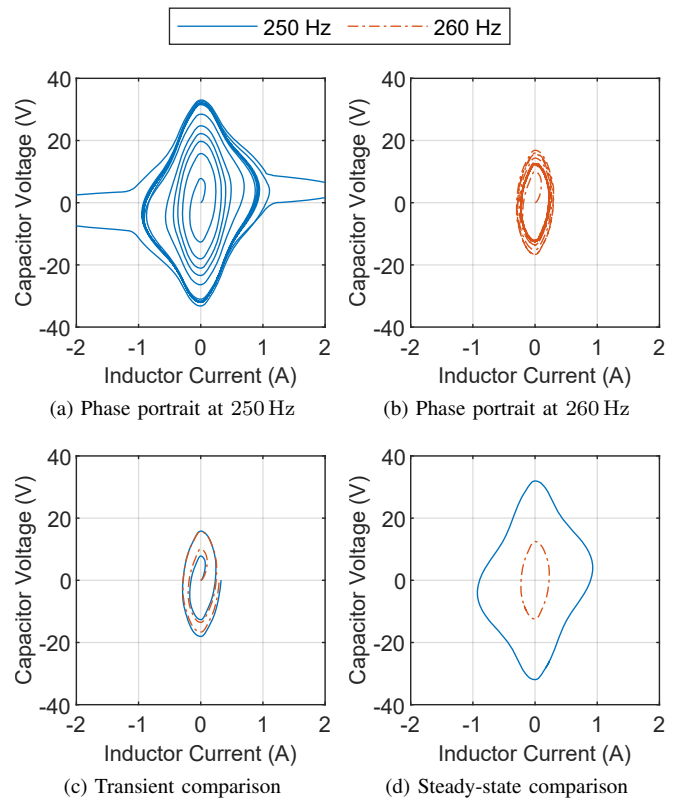 250 Hz 260 Hz
40 40
20 20
0 0
-20 -20
-40 -40
Capacitor Voltage (V) Capacitor Voltage (V)
-2 -1 0 1 2 -2 -1 0 1 2
Inductor Current (A) Inductor Current (A)
(a) Phase portrait at 250 Hz (b) Phase portrait at 260 Hz
40 40
20 20
0 0
-20 -20
-40 -40
Capacitor Voltage (V) Capacitor Voltage (V)
-2 -1 0 1 2 -2 -1 0 1 2
Inductor Current (A) Inductor Current (A)
(c) Transient comparison (d) Steady-state comparison